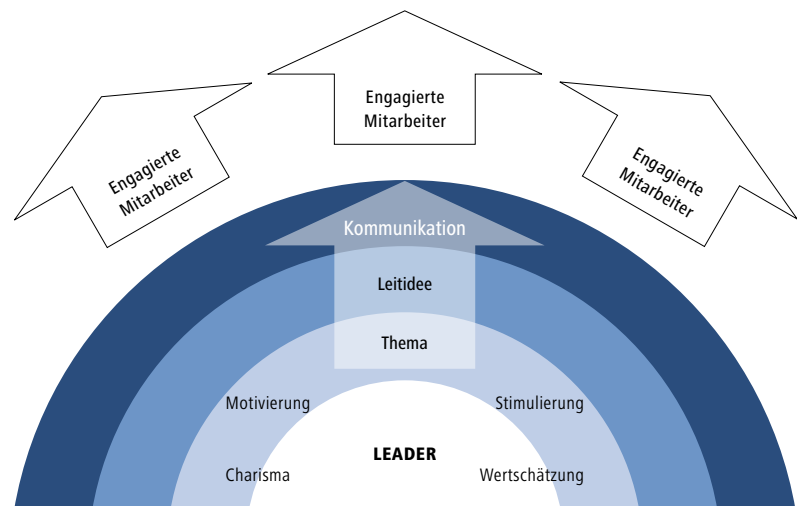 Engagierte
Mitarbeiter
Engagierte
Mitarbeiter
Engagierte
Mitarbeiter
Kommunikation
Leitidee
Thema
Motivierung
Stimulierung
LEADER
Charisma
Wertschätzung